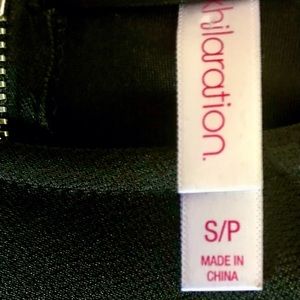 xhilaration.
S/P
MADE IN
CHINA